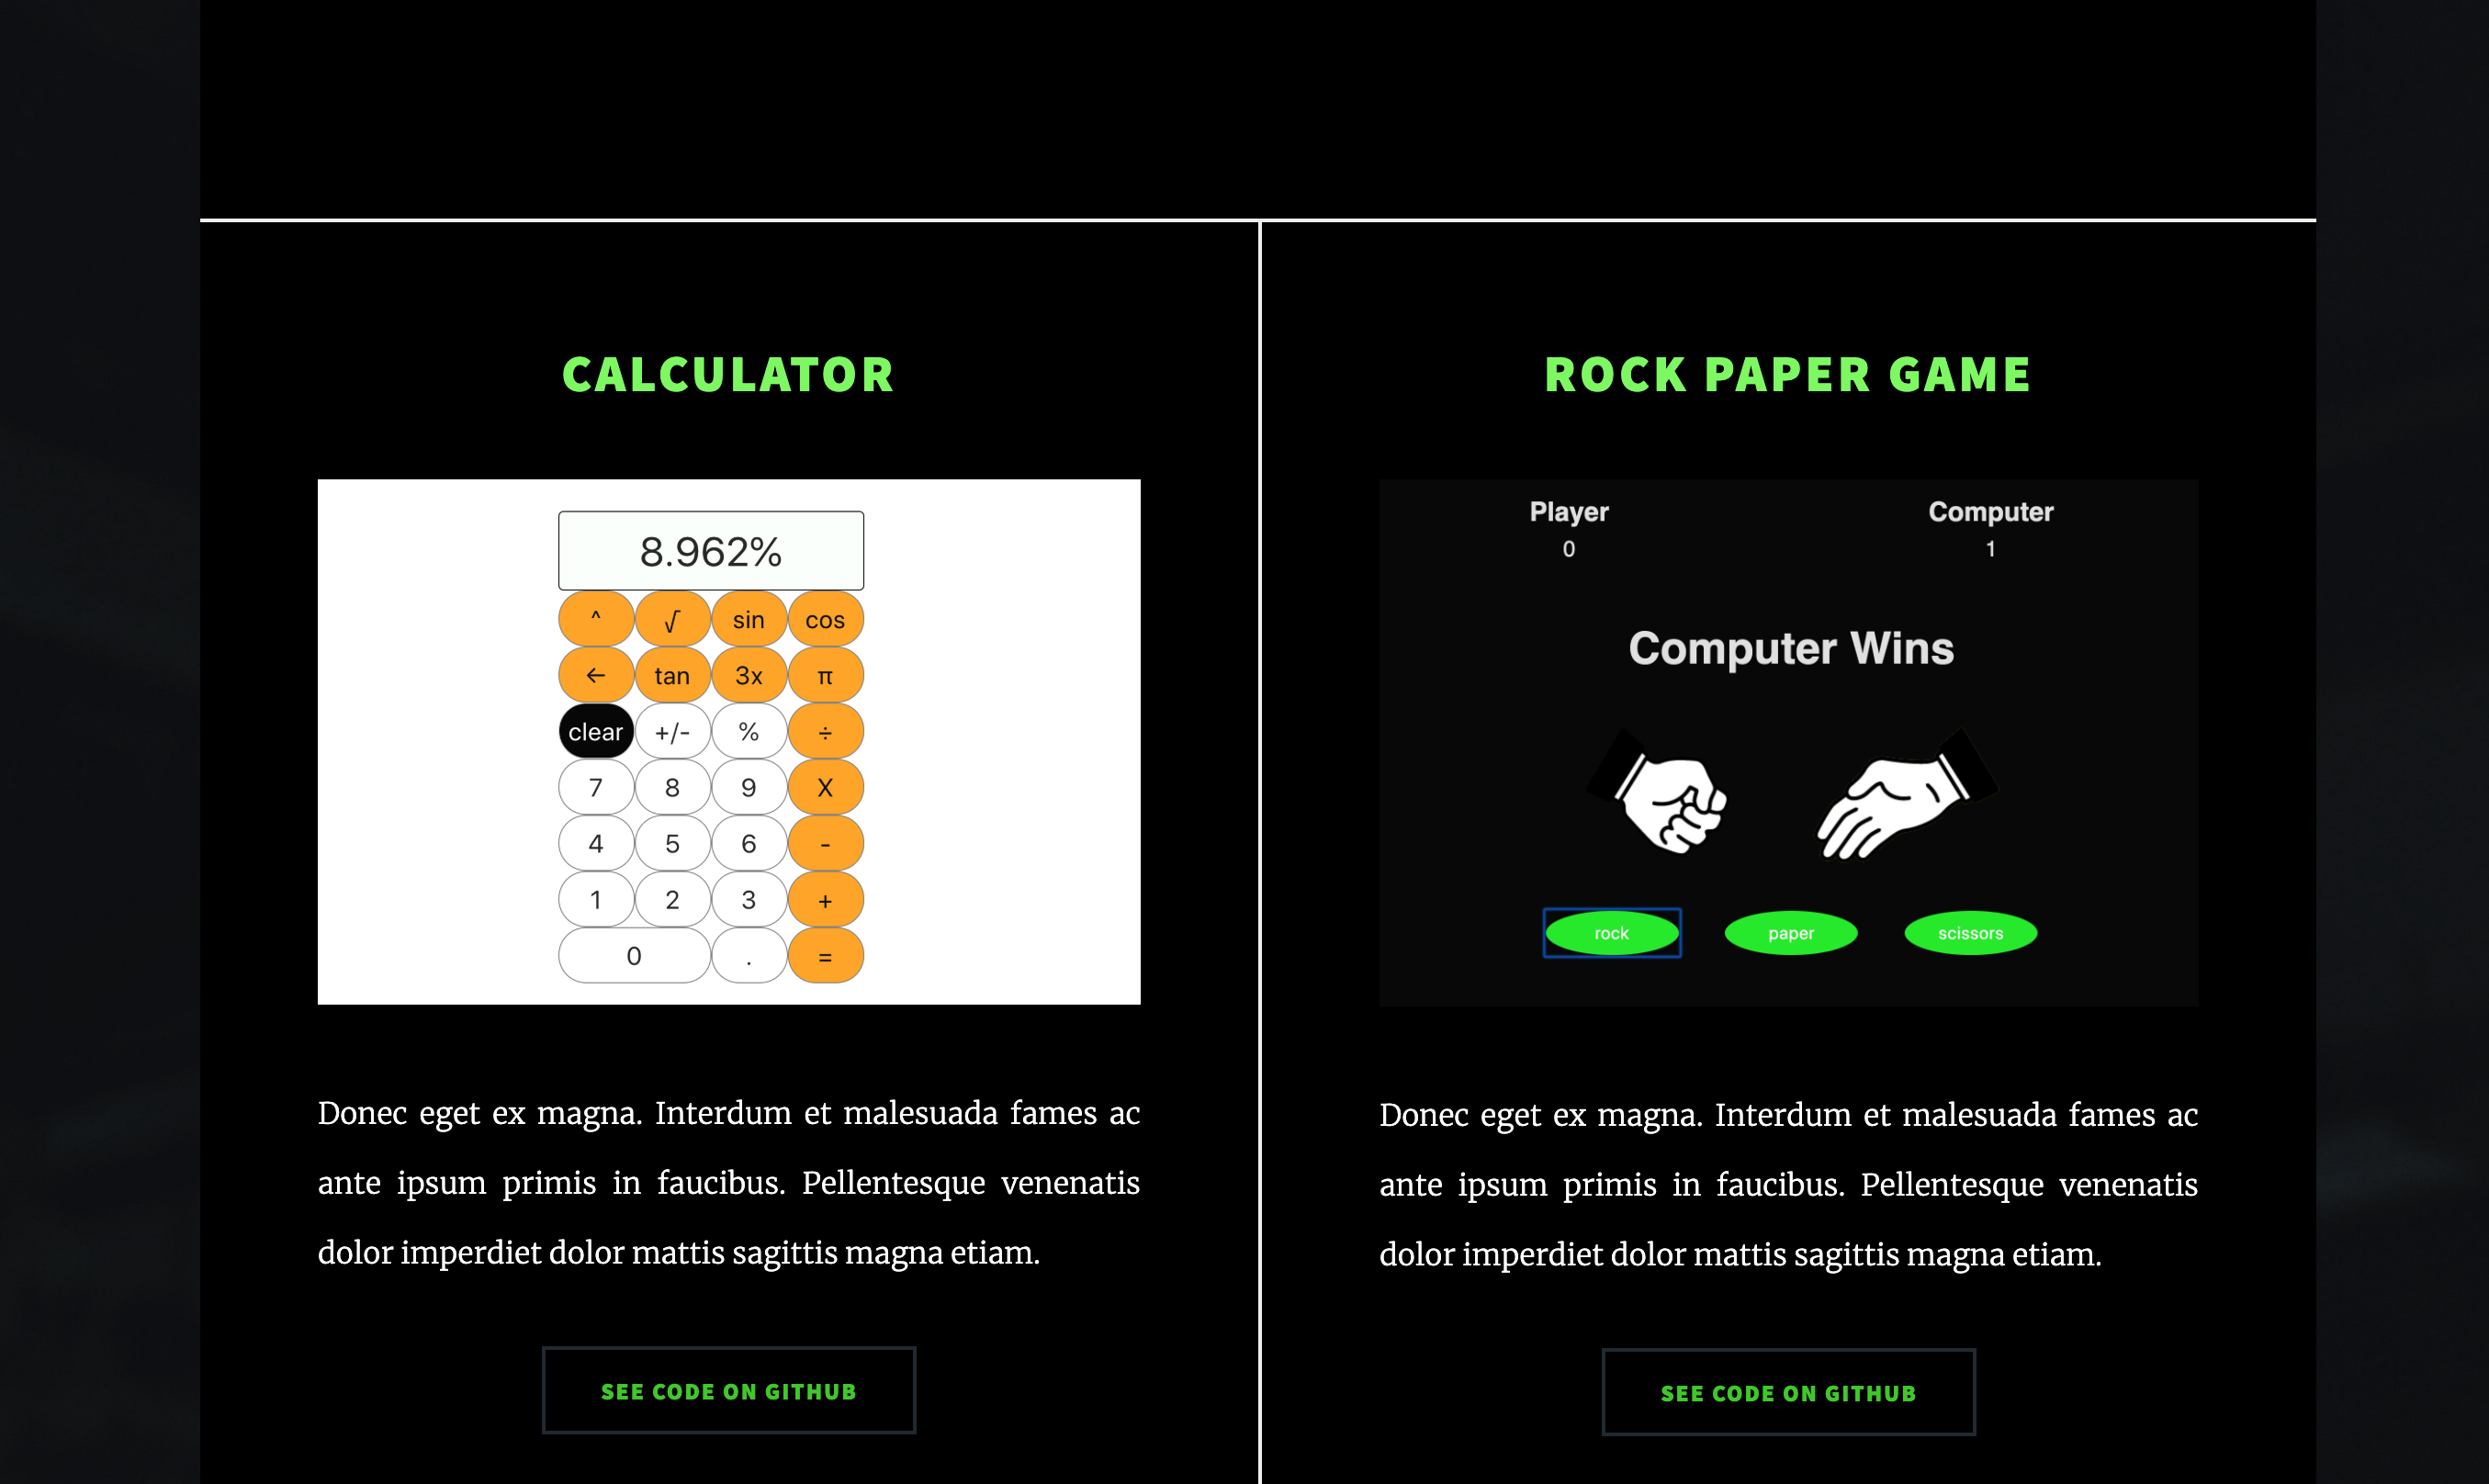 CALCULATOR
8.962%
^ √ sin cos
← tan 3x π
clear +/- % ÷
7 8 9 X
4 5 6 -
1 2 3 +
0 . =
Donec eget ex magna. Interdum et malesuada fames ac
ante ipsum primis in faucibus. Pellentesque venenatis
dolor imperdiet dolor mattis sagittis magna etiam.
SEE CODE ON GITHUB
ROCK PAPER GAME
Player Computer
0 1
Computer Wins
rock paper scissors
Donec eget ex magna. Interdum et malesuada fames ac
ante ipsum primis in faucibus. Pellentesque venenatis
dolor imperdiet dolor mattis sagittis magna etiam.
SEE CODE ON GITHUB